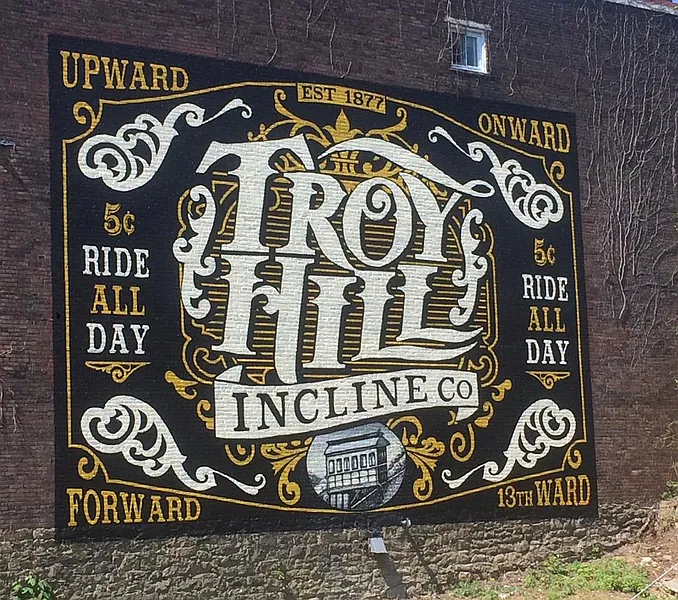 UPWARD
EST 1877
ONWARD
TROY
HILL
INCLINE CO
5¢
RIDE
ALL
DAY
5¢
RIDE
ALL
DAY
FORWARD
13TH WARD